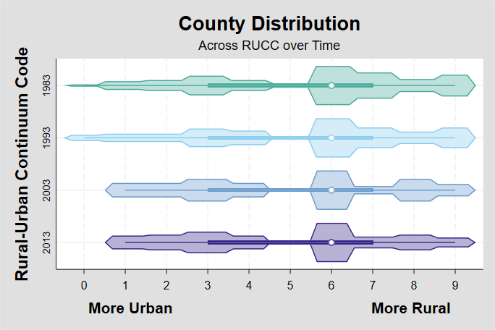 County Distribution
Across RUCC over Time
Rural-Urban Continuum Code
1983
1993
2003
2013
0 1 2 3 4 5 6 7 8 9
More Urban More Rural